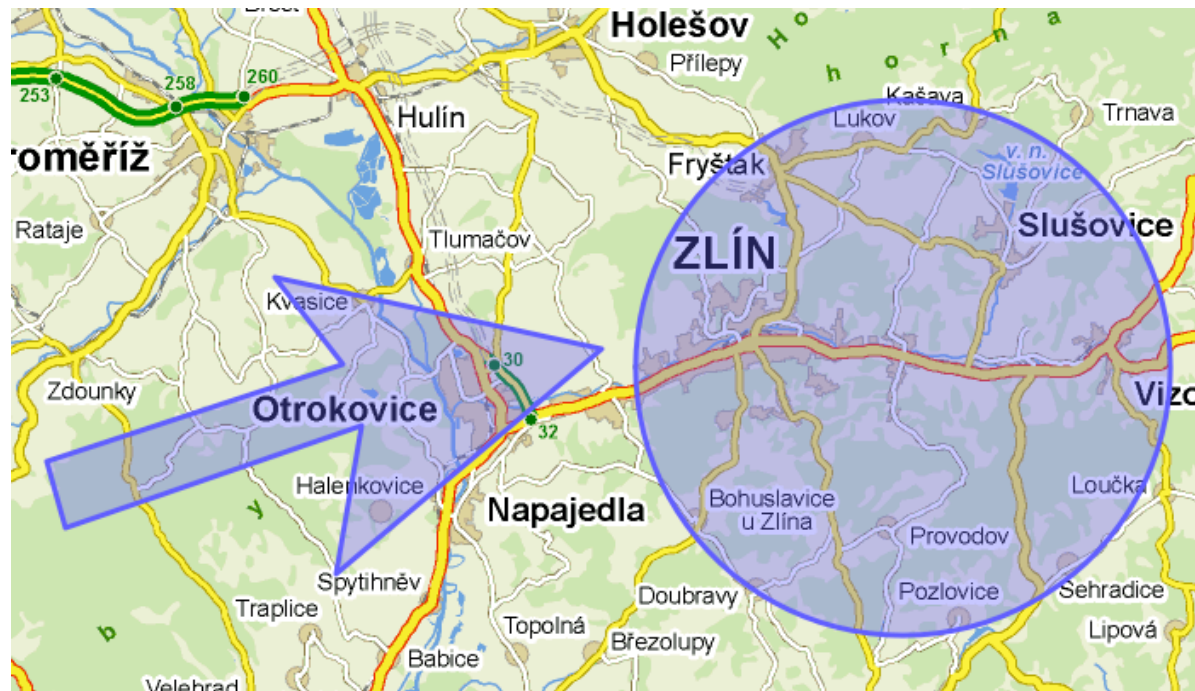 Holešov
Přílepy
260
258
253
Hulín
Kašava
Trnava
Lukov
Fryšták
v. n.
Slušovice
Slušovice
Rataje
Tlumačov
ZLÍN
Kvasice
30
Zdounky
Otrokovice
32
Vizo
Halenkovice
Napajedla
Bohuslavice
u Zlína
Loučka
Provodov
Spytihněv
Doubravy
Pozlovice
Sehradice
Traplice
Topolná
Březolupy
Lipová
Babice
Velehrad
roměříž
H o
h o r n a
y
b